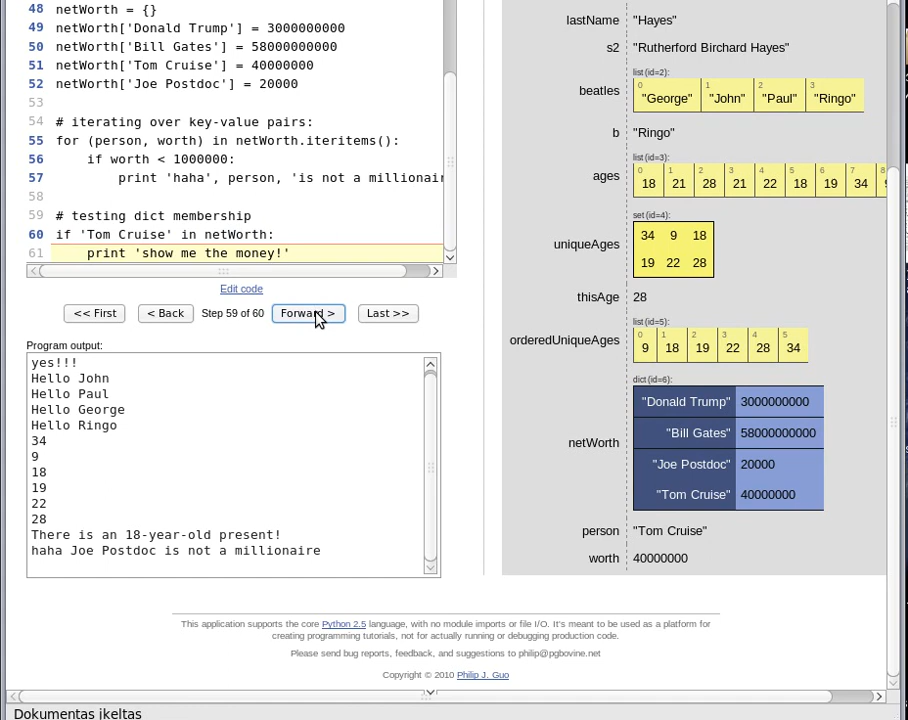 48 netWorth = {}
49 netWorth['Donald Trump'] = 3000000000
50 netWorth['Bill Gates'] = 58000000000
51 netWorth['Tom Cruise'] = 40000000
52 netWorth['Joe Postdoc'] = 20000
53
54 # iterating over key-value pairs:
55 for (person, worth) in netWorth.iteritems():
56 if worth < 1000000:
57 print 'haha', person, 'is not a millionair
58
59 # testing dict membership
60 if 'Tom Cruise' in netWorth:
61 print 'show me the money!'
Edit code
<< First
< Back
Step 59 of 60
Forward >
Last >>
Program output:
yes!!!
Hello John
Hello Paul
Hello George
Hello Ringo
34
9
18
19
22
28
There is an 18-year-old present!
haha Joe Postdoc is not a millionaire
lastName "Hayes"
s2 "Rutherford Birchard Hayes"
list (id=2):
0 1 2 3
beatles "George" "John" "Paul" "Ringo"
b "Ringo"
list (id=3):
0 1 2 3 4 5 6 7 8
ages 18 21 28 21 22 18 19 34 9
set (id=4):
34 9 18
uniqueAges
19 22 28
thisAge 28
list (id=5):
0 1 2 3 4 5
orderedUniqueAges 9 18 19 22 28 34
dict (id=6):
"Donald Trump" 3000000000
"Bill Gates" 58000000000
netWorth
"Joe Postdoc" 20000
"Tom Cruise" 40000000
person "Tom Cruise"
worth 40000000
This application supports the core Python 2.5 language, with no module imports or file I/O. It's meant to be used as a platform for
creating programming tutorials, not for actually running or debugging production code.
Please send bug reports, feedback, and suggestions to philip@pgbovine.net
Copyright © 2010 Philip J. Guo
Dokumentas įkeltas